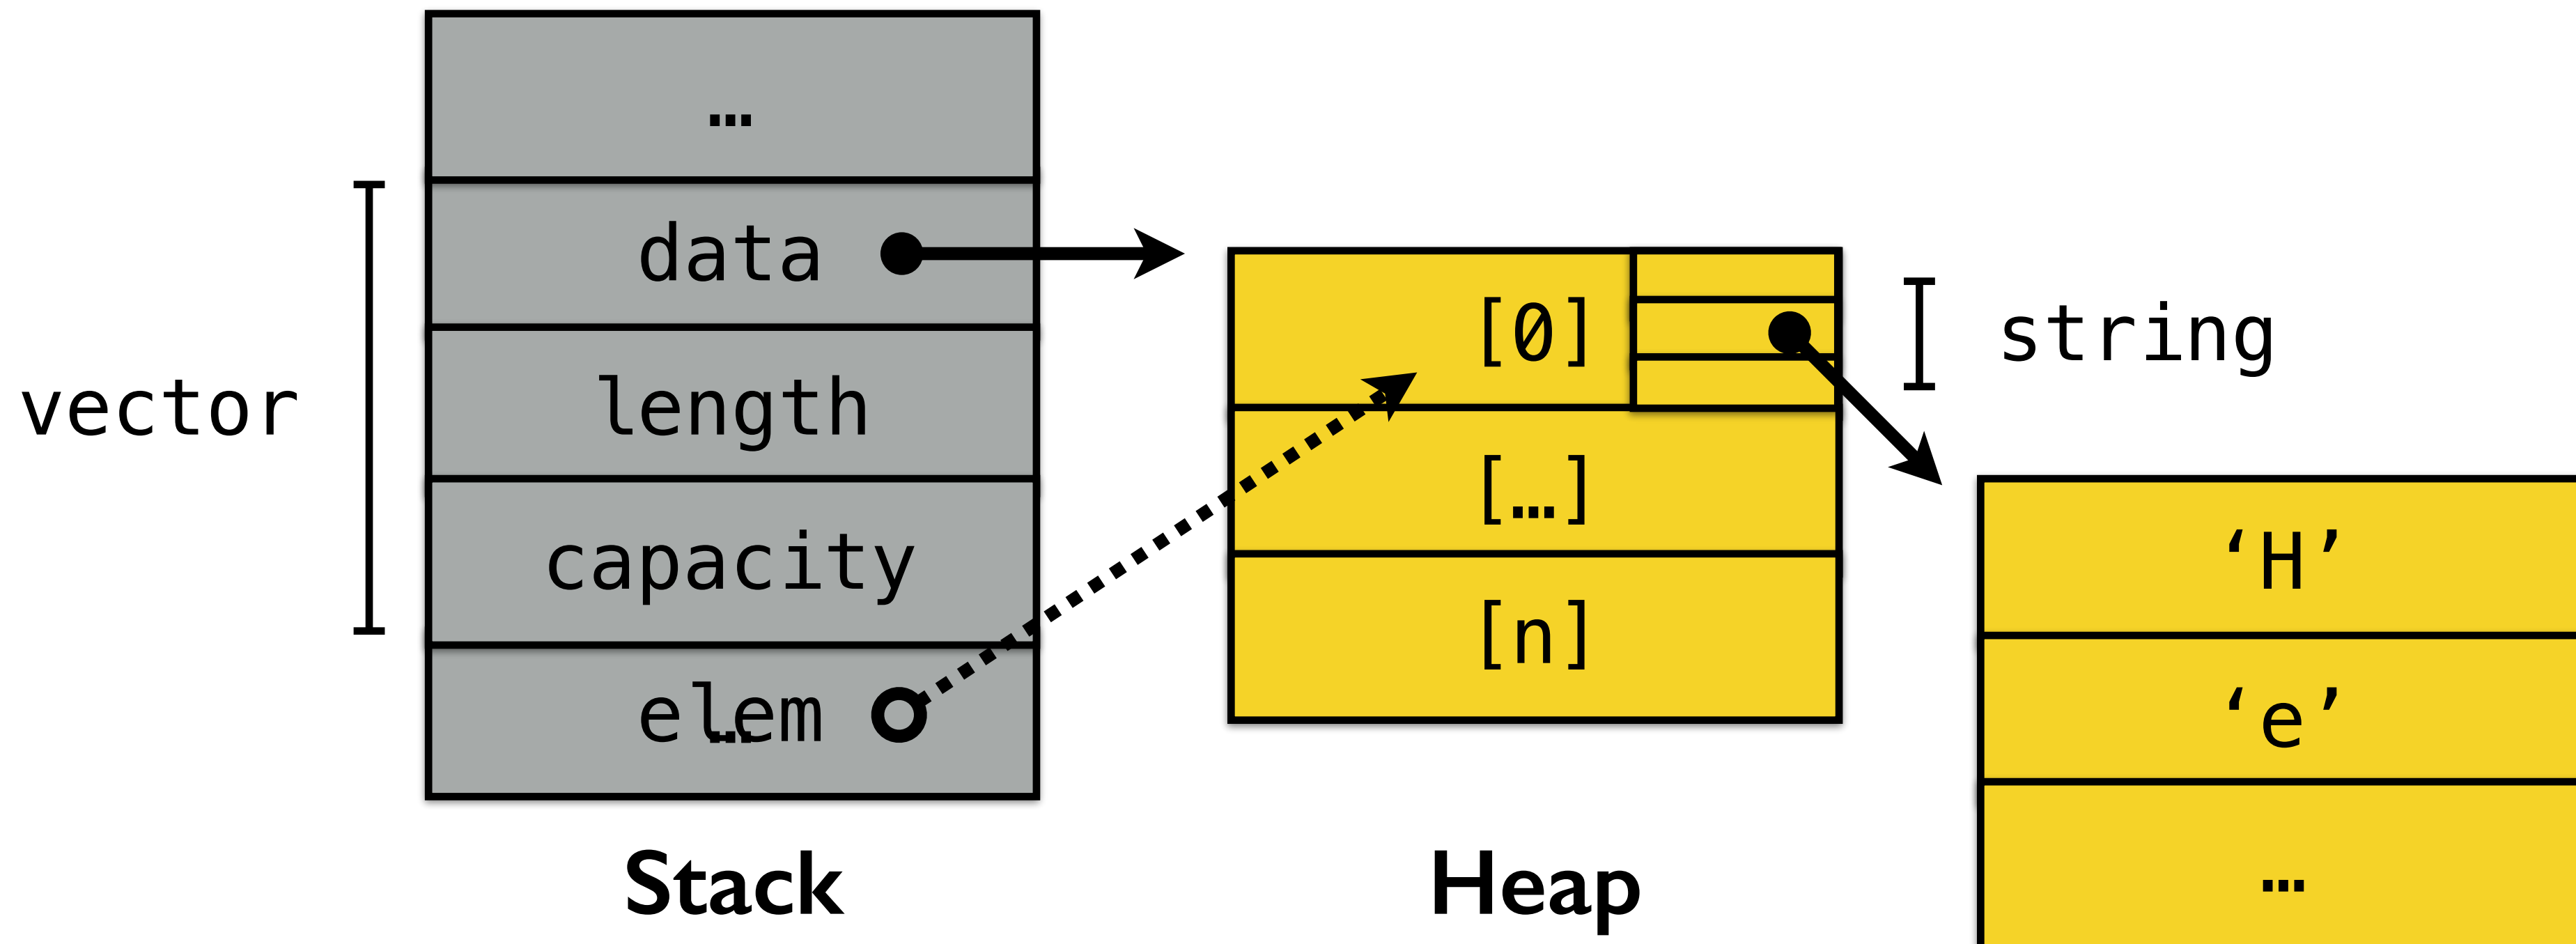 …
data
length
capacity
elem
…
vector
Stack
[0]
[…]
[n]
Heap
string
‘H’
‘e’
…